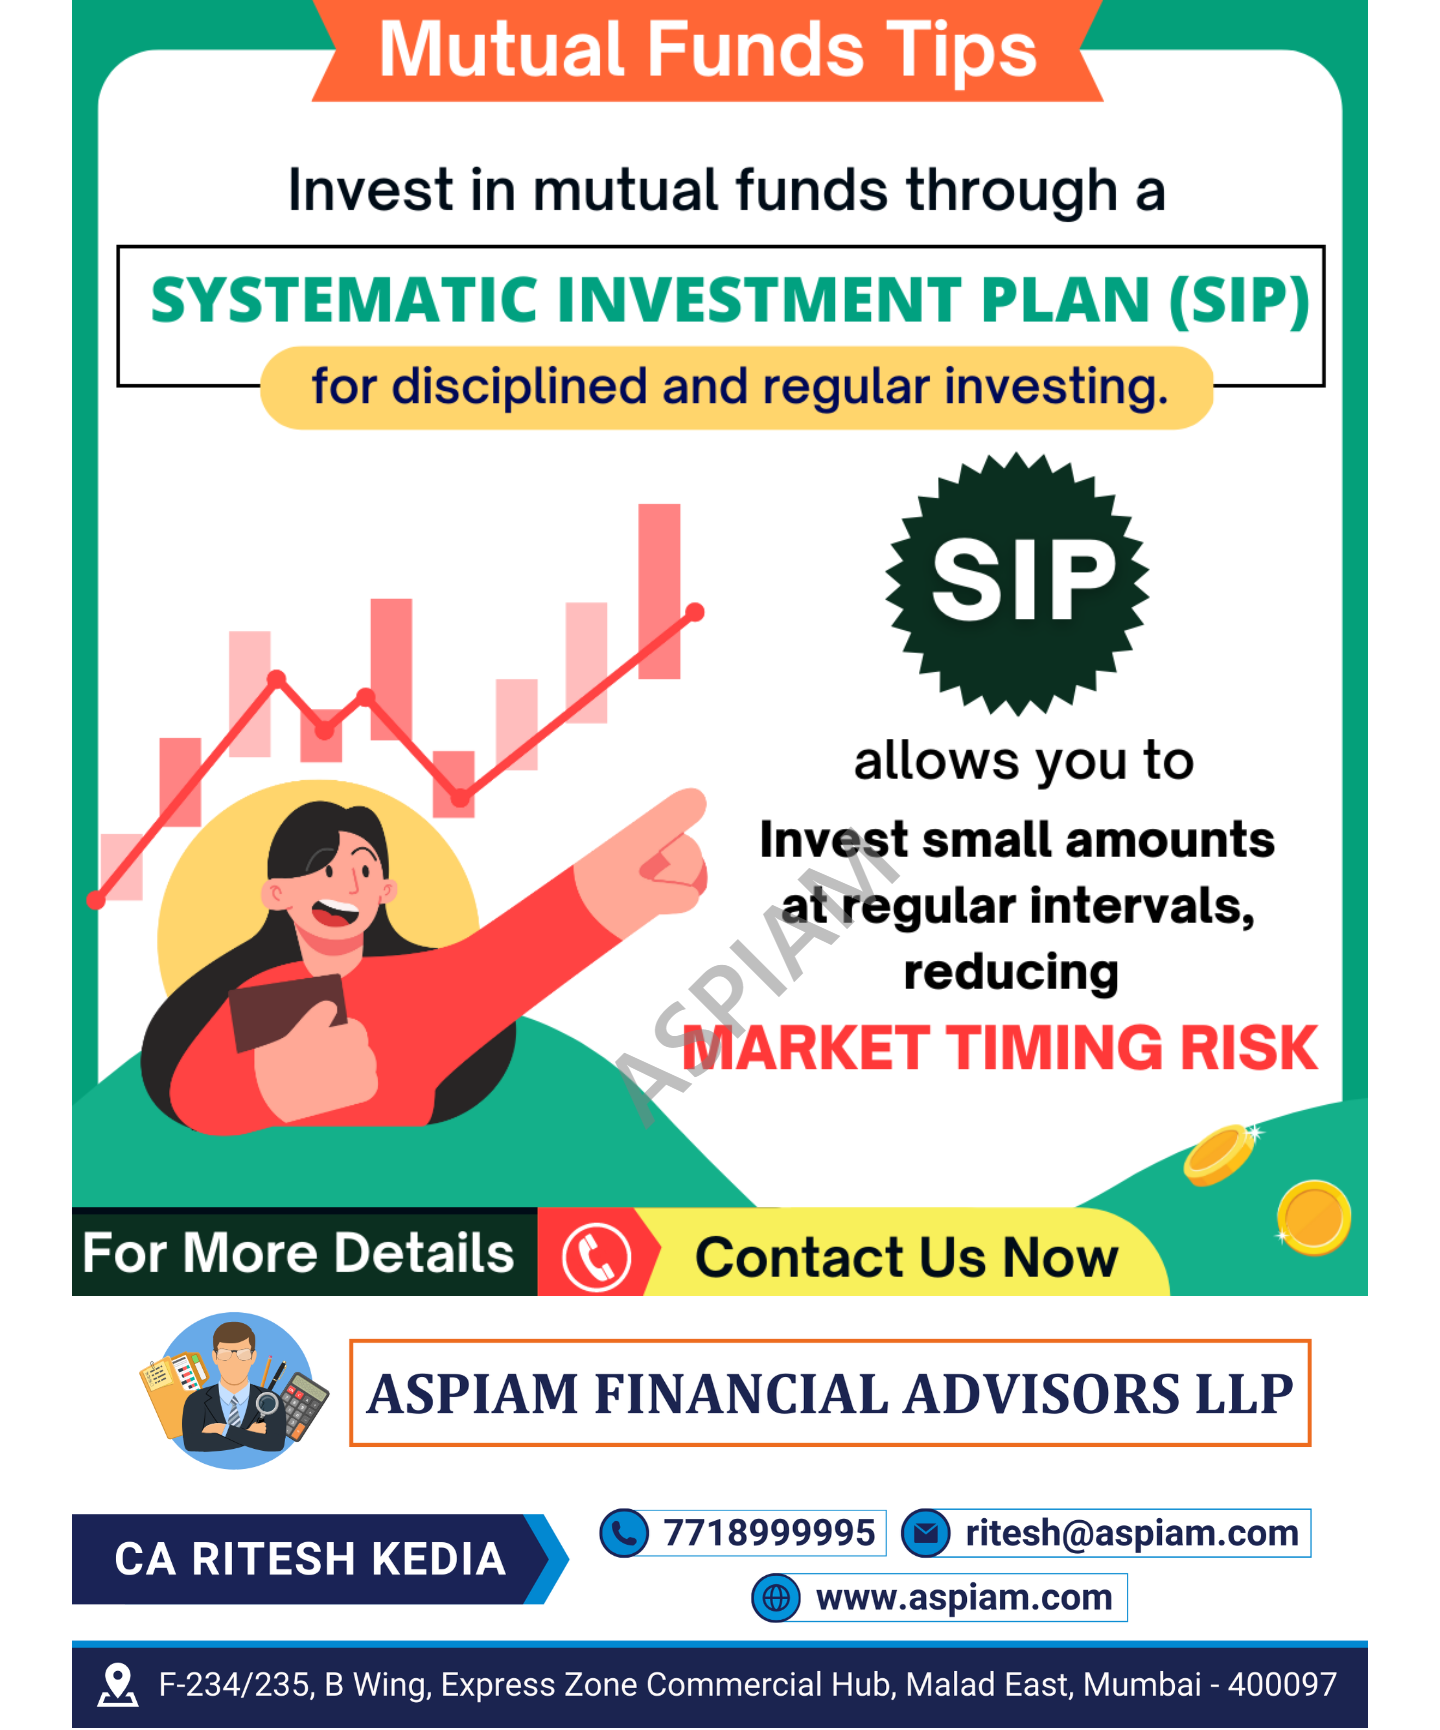 Mutual Funds Tips
Invest in mutual funds through a
SYSTEMATIC INVESTMENT PLAN (SIP)
for disciplined and regular investing.
SIP
allows you to
Invest small amounts
at regular intervals,
reducing
MARKET TIMING RISK
ASPIAM
For More Details
Contact Us Now
ASPIAM FINANCIAL ADVISORS LLP
CA RITESH KEDIA
7718999995
ritesh@aspiam.com
www.aspiam.com
F-234/235, B Wing, Express Zone Commercial Hub, Malad East, Mumbai - 400097